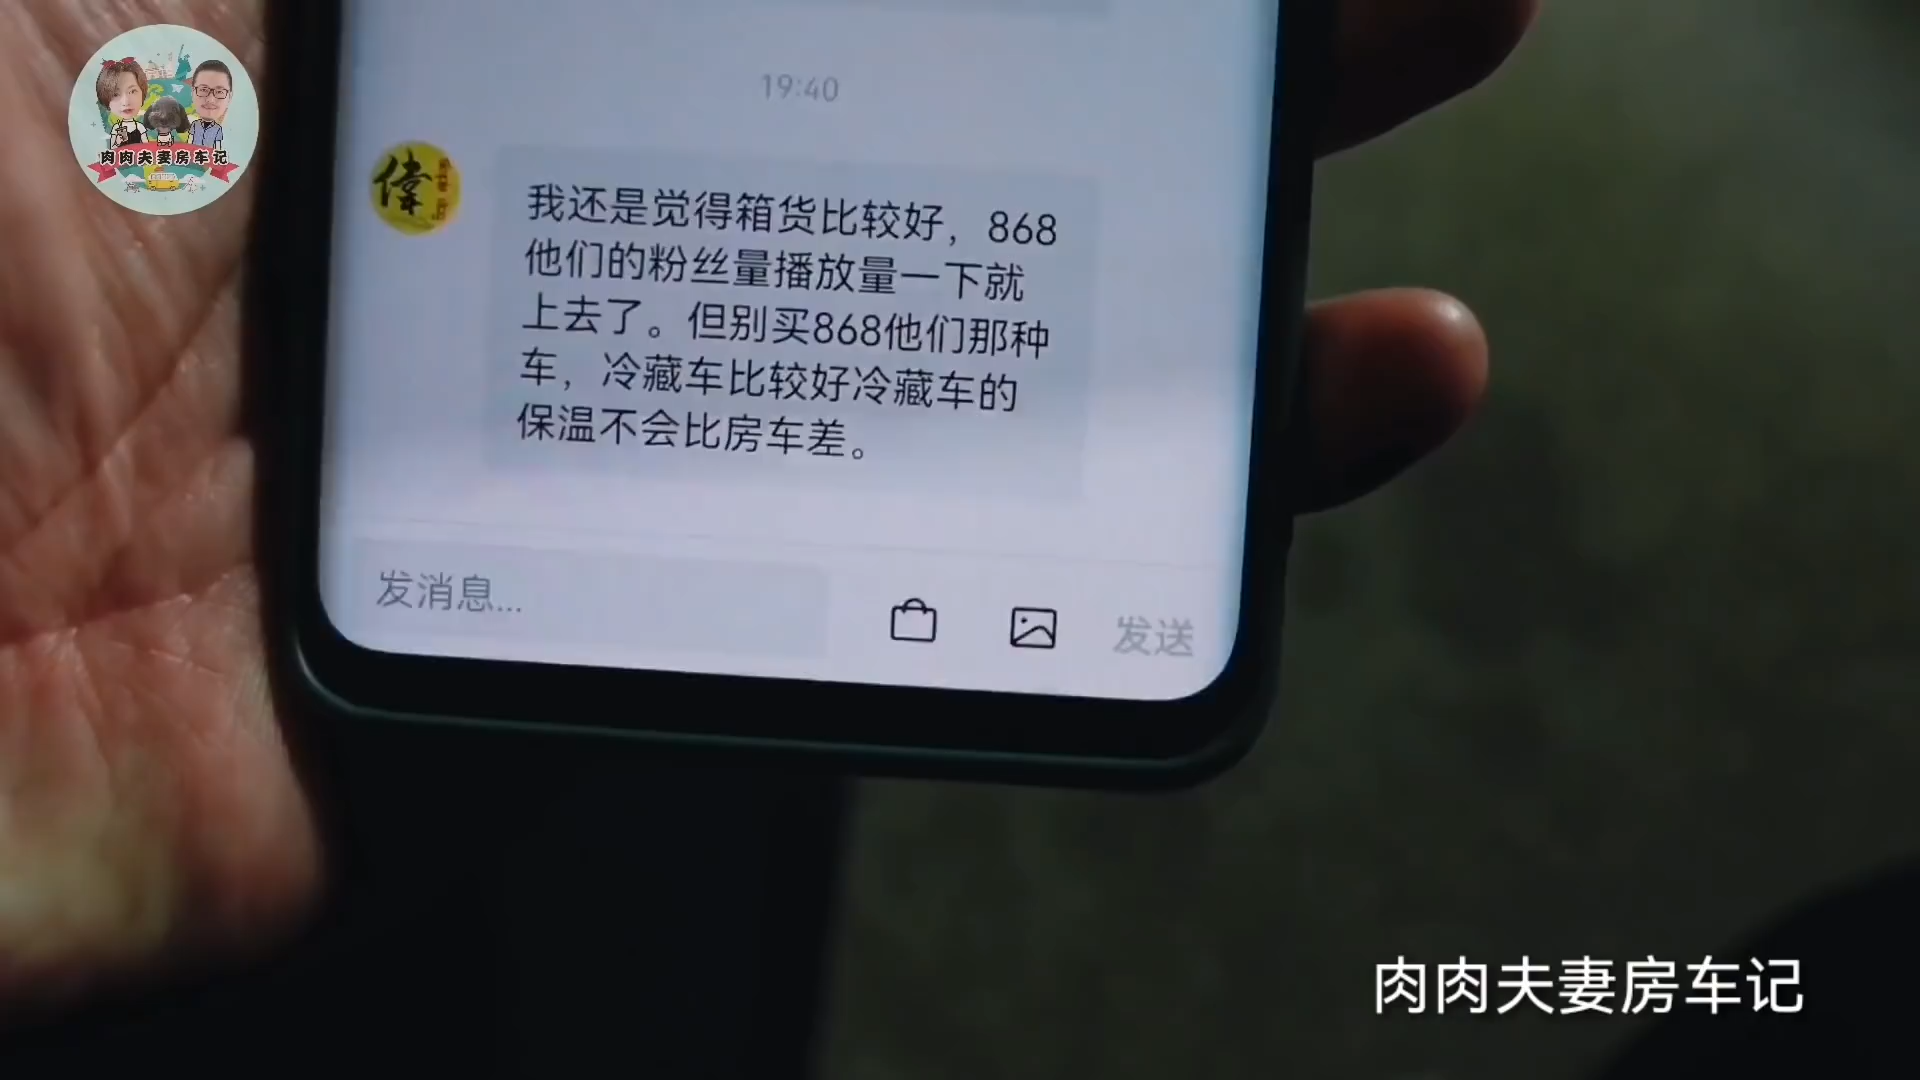 肉肉夫妻房车记
19:40
偉
我还是觉得箱货比较好，868
他们的粉丝量播放量一下就
上去了。但别买868他们那种
车，冷藏车比较好冷藏车的
保温不会比房车差。
发消息...
发送
肉肉夫妻房车记